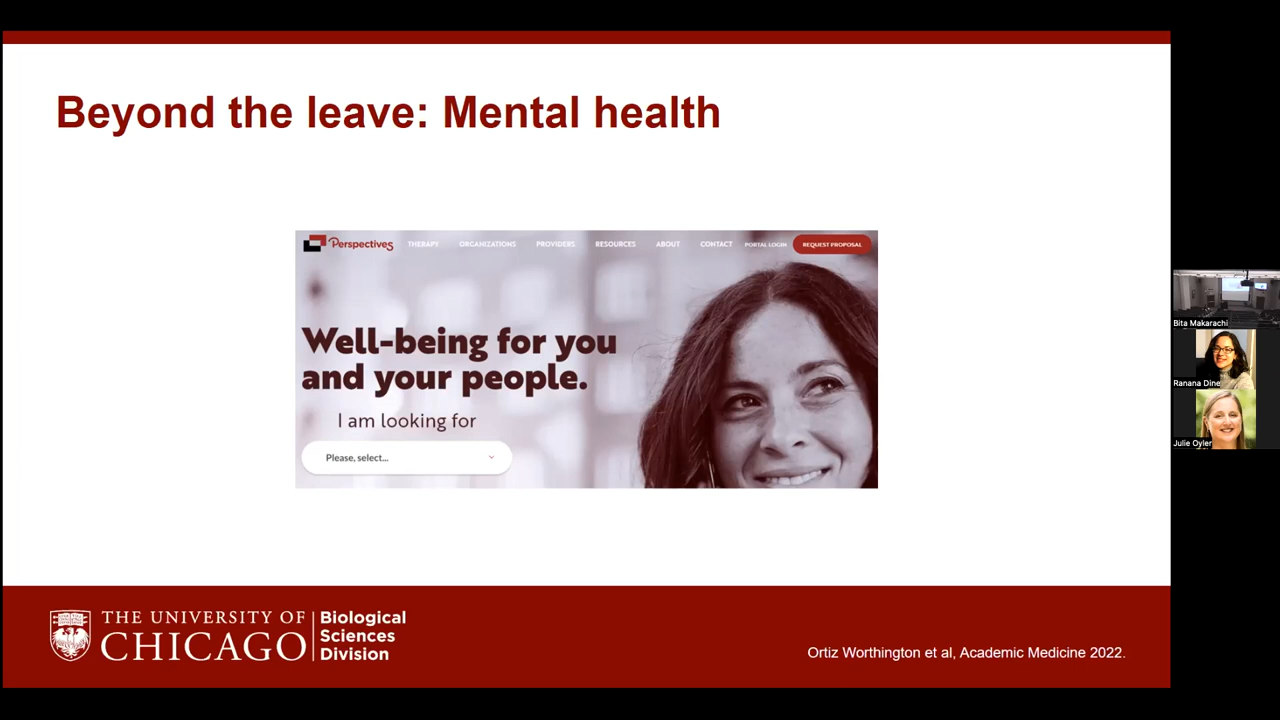 Beyond the leave: Mental health
Perspectives THERAPY ORGANIZATIONS PROVIDERS RESOURCES ABOUT CONTACT PORTAL LOGIN REQUEST PROPOSAL
Well-being for you
and your people.
I am looking for
Please, select...
Bita Makarachi
Ranana Dine
Julie Oyler
THE UNIVERSITY OF
CHICAGO
Biological
Sciences
Division
Ortiz Worthington et al, Academic Medicine 2022.